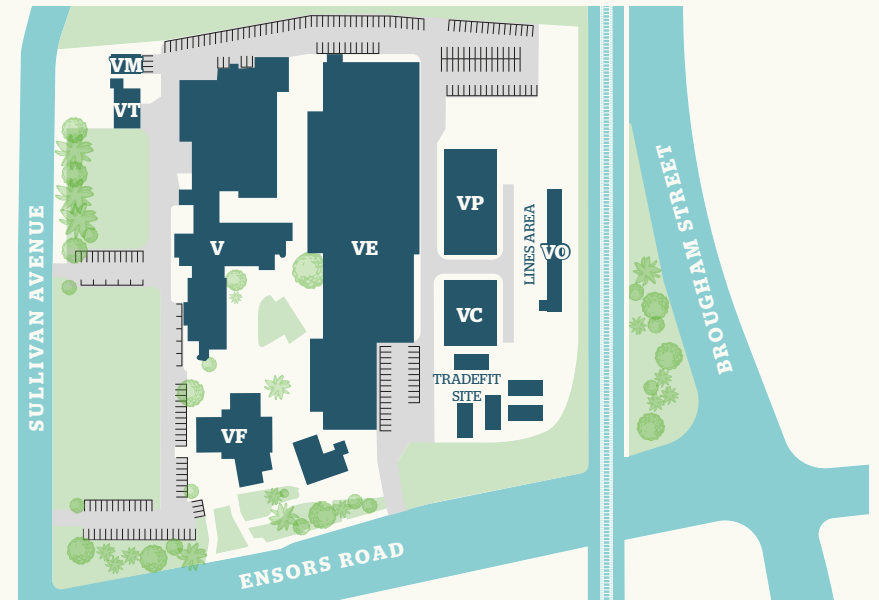 VM
VT
VP
V
VE
LINES AREA
VO
VC
TRADEFIT
SITE
VF
SULLIVAN AVENUE
BROUGHAM STREET
ENSORS ROAD